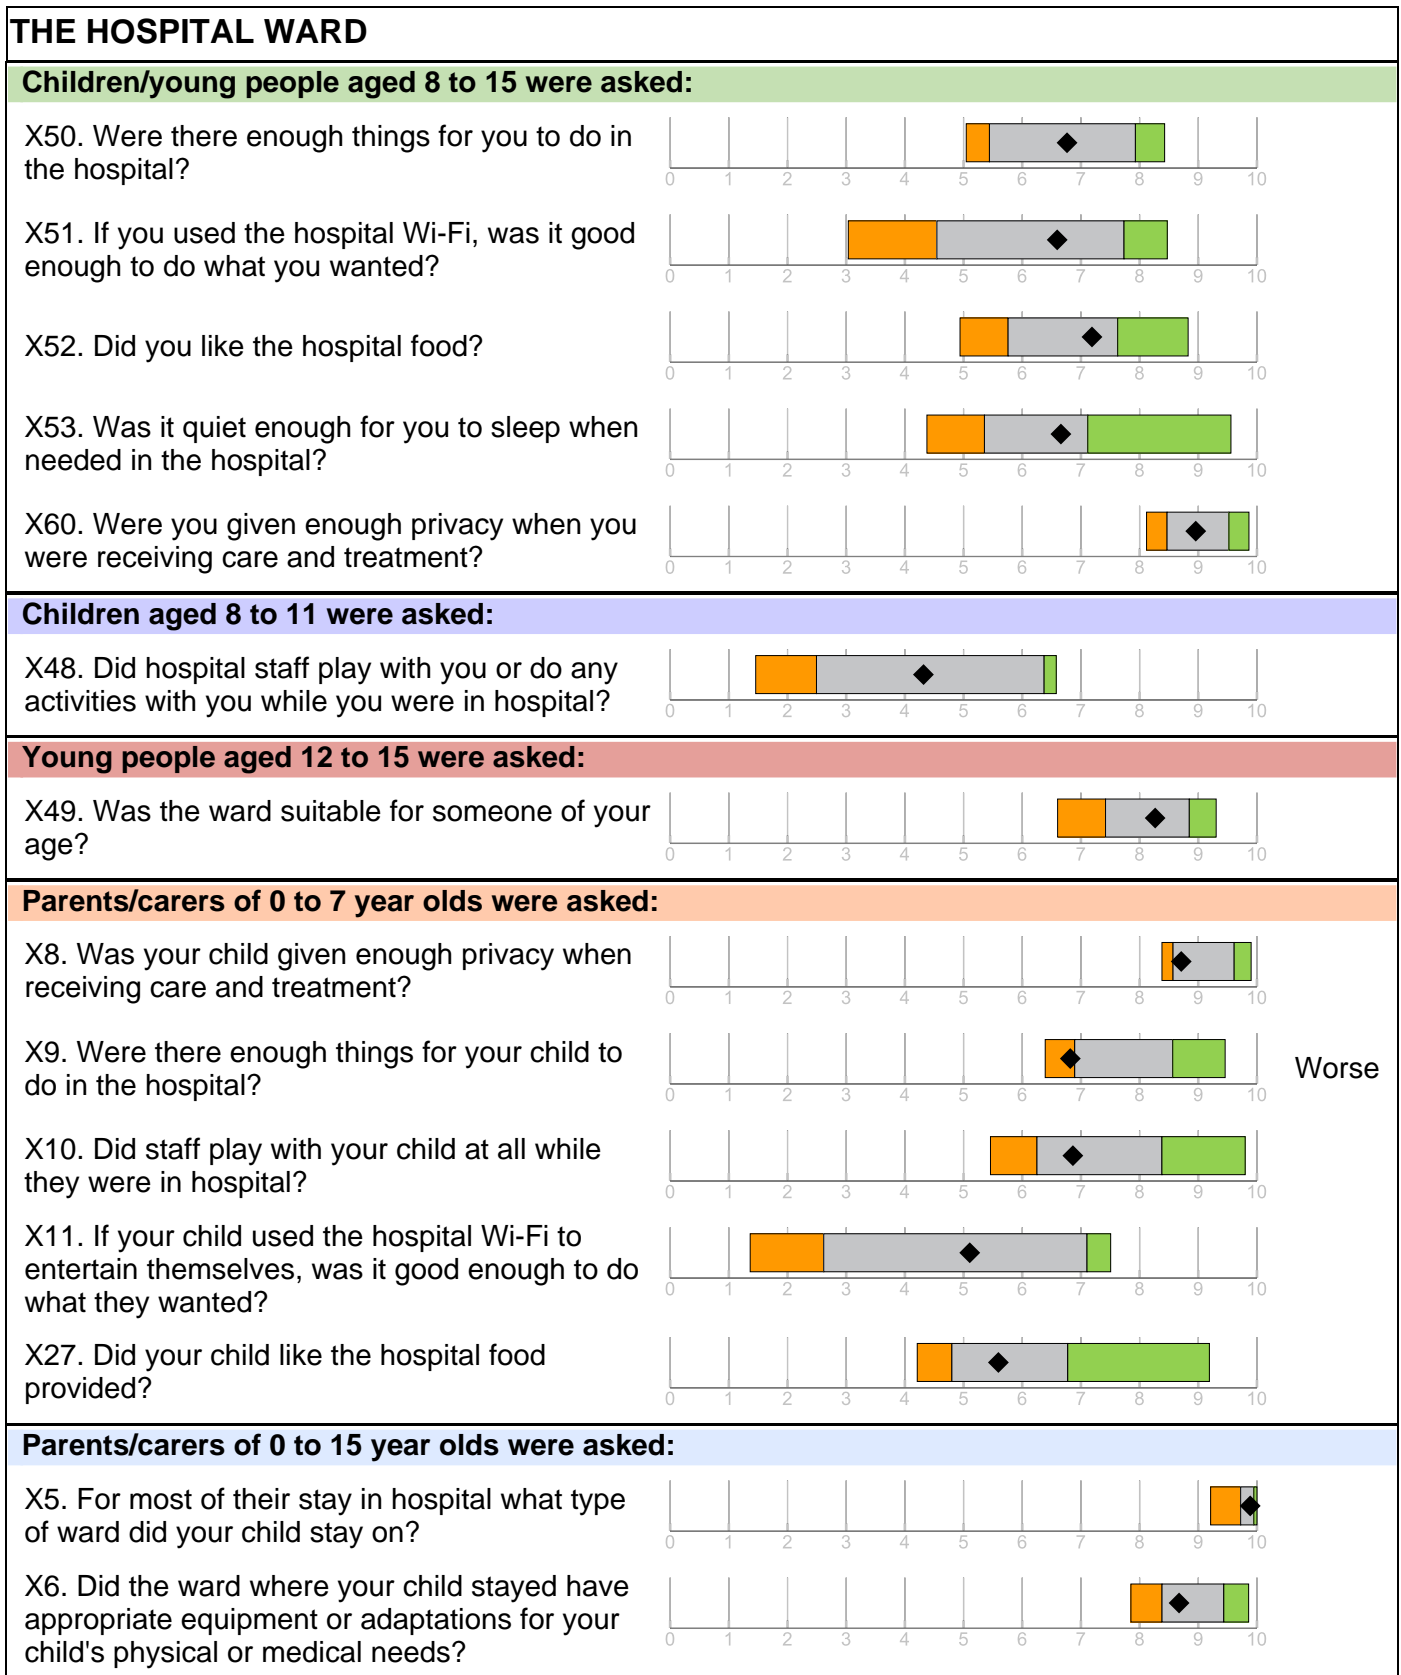 THE HOSPITAL WARD
Children/young people aged 8 to 15 were asked:
X50. Were there enough things for you to do in
the hospital?
0 1 2 3 4 5 6 7 8 9 10
X51. If you used the hospital Wi-Fi, was it good
enough to do what you wanted?
0 1 2 3 4 5 6 7 8 9 10
X52. Did you like the hospital food?
0 1 2 3 4 5 6 7 8 9 10
X53. Was it quiet enough for you to sleep when
needed in the hospital?
0 1 2 3 4 5 6 7 8 9 10
X60. Were you given enough privacy when you
were receiving care and treatment?
0 1 2 3 4 5 6 7 8 9 10
Children aged 8 to 11 were asked:
X48. Did hospital staff play with you or do any
activities with you while you were in hospital?
0 1 2 3 4 5 6 7 8 9 10
Young people aged 12 to 15 were asked:
X49. Was the ward suitable for someone of your
age?
0 1 2 3 4 5 6 7 8 9 10
Parents/carers of 0 to 7 year olds were asked:
X8. Was your child given enough privacy when
receiving care and treatment?
0 1 2 3 4 5 6 7 8 9 10
X9. Were there enough things for your child to
do in the hospital?
Worse
0 1 2 3 4 5 6 7 8 9 10
X10. Did staff play with your child at all while
they were in hospital?
0 1 2 3 4 5 6 7 8 9 10
X11. If your child used the hospital Wi-Fi to
entertain themselves, was it good enough to do
what they wanted?
0 1 2 3 4 5 6 7 8 9 10
X27. Did your child like the hospital food
provided?
0 1 2 3 4 5 6 7 8 9 10
Parents/carers of 0 to 15 year olds were asked:
X5. For most of their stay in hospital what type
of ward did your child stay on?
0 1 2 3 4 5 6 7 8 9 10
X6. Did the ward where your child stayed have
appropriate equipment or adaptations for your
child's physical or medical needs?
0 1 2 3 4 5 6 7 8 9 10